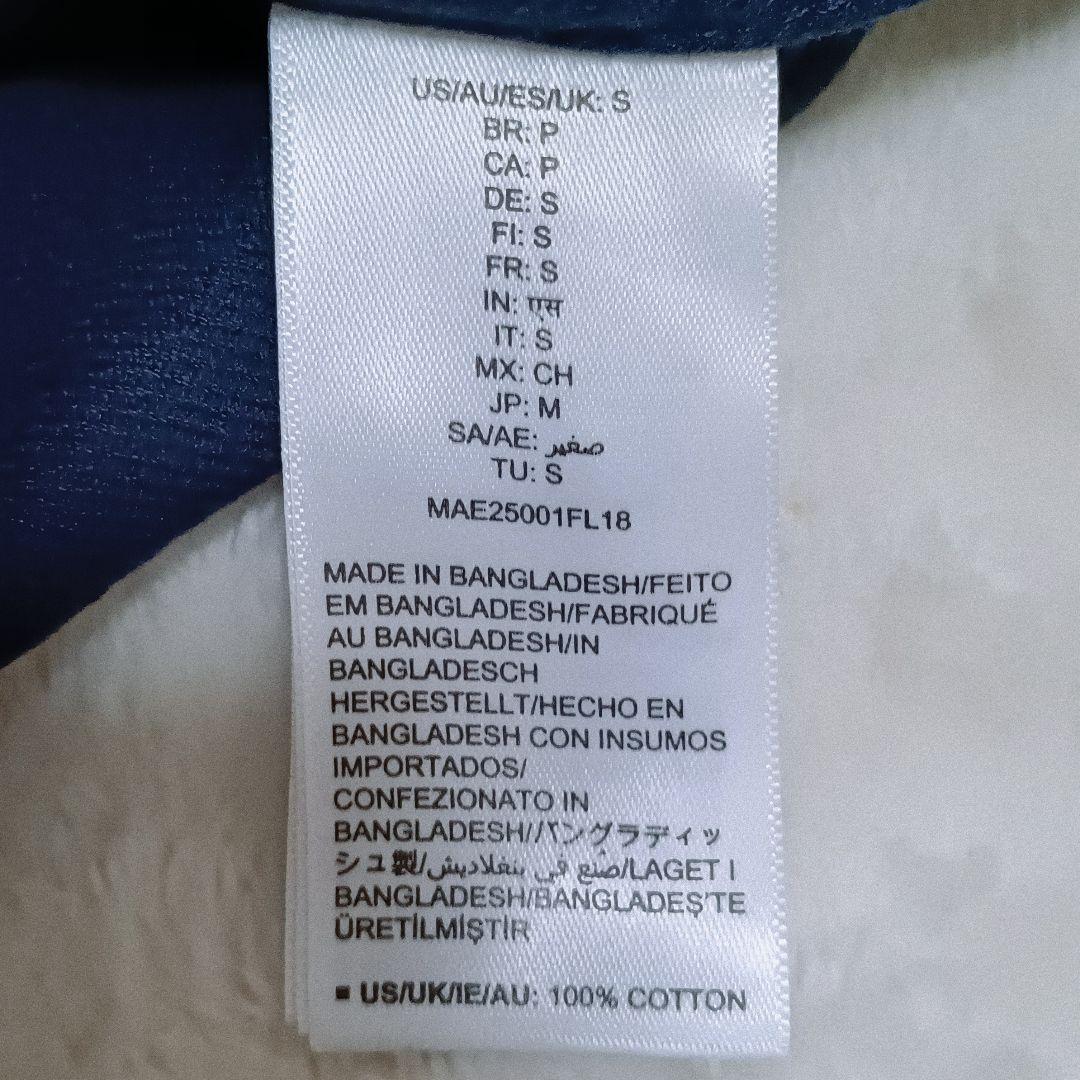 US/AU/ES/UK: S
BR: P
CA: P
DE: S
FI: S
FR: S
IN: एस
IT: S
MX: CH
JP: M
SA/AE: صغير
TU: S
MAE25001FL18
MADE IN BANGLADESH/FEITO
EM BANGLADESH/FABRIQUÉ
AU BANGLADESH/IN
BANGLADESCH
HERGESTELLT/HECHO EN
BANGLADESH CON INSUMOS
IMPORTADOS/
CONFEZIONATO IN
BANGLADESH/バングラディッ
シュ製/صنع في بنغلاديش/LAGET I
BANGLADESH/BANGLADEŞ'TE
ÜRETİLMİŞTİR
■ US/UK/IE/AU: 100% COTTON